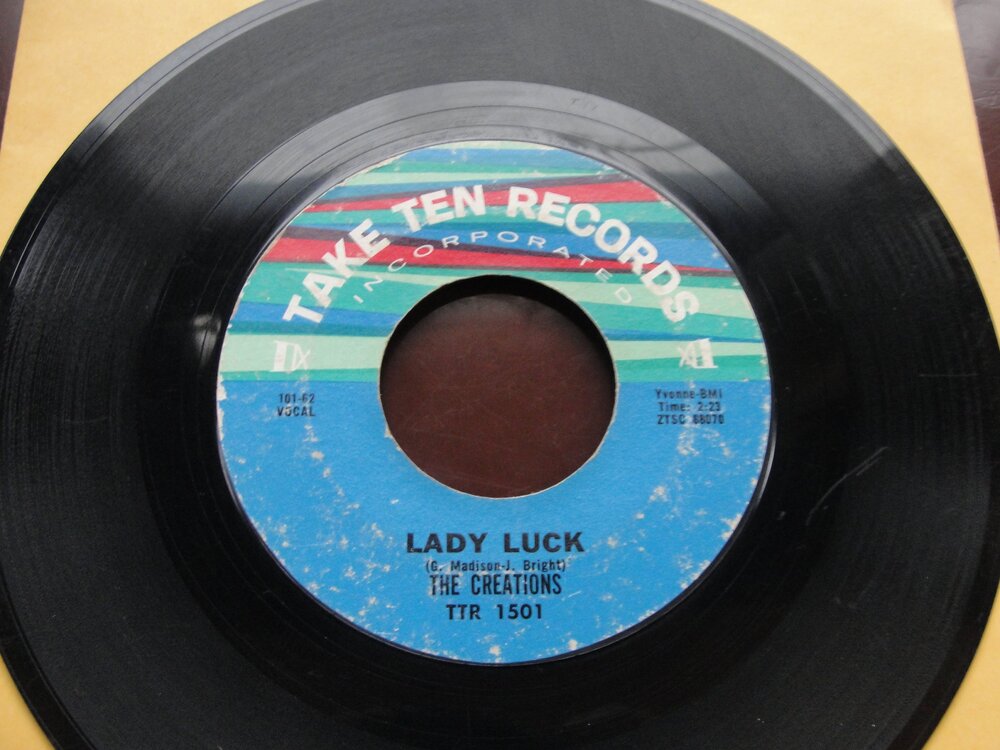 TAKE TEN RECORDS
INCORPORATED
101-62
VOCAL
Yvonne-BMI
Time: 2:23
ZTSC 88070
LADY LUCK
(G. Madison-J. Bright)
THE CREATIONS
TTR 1501